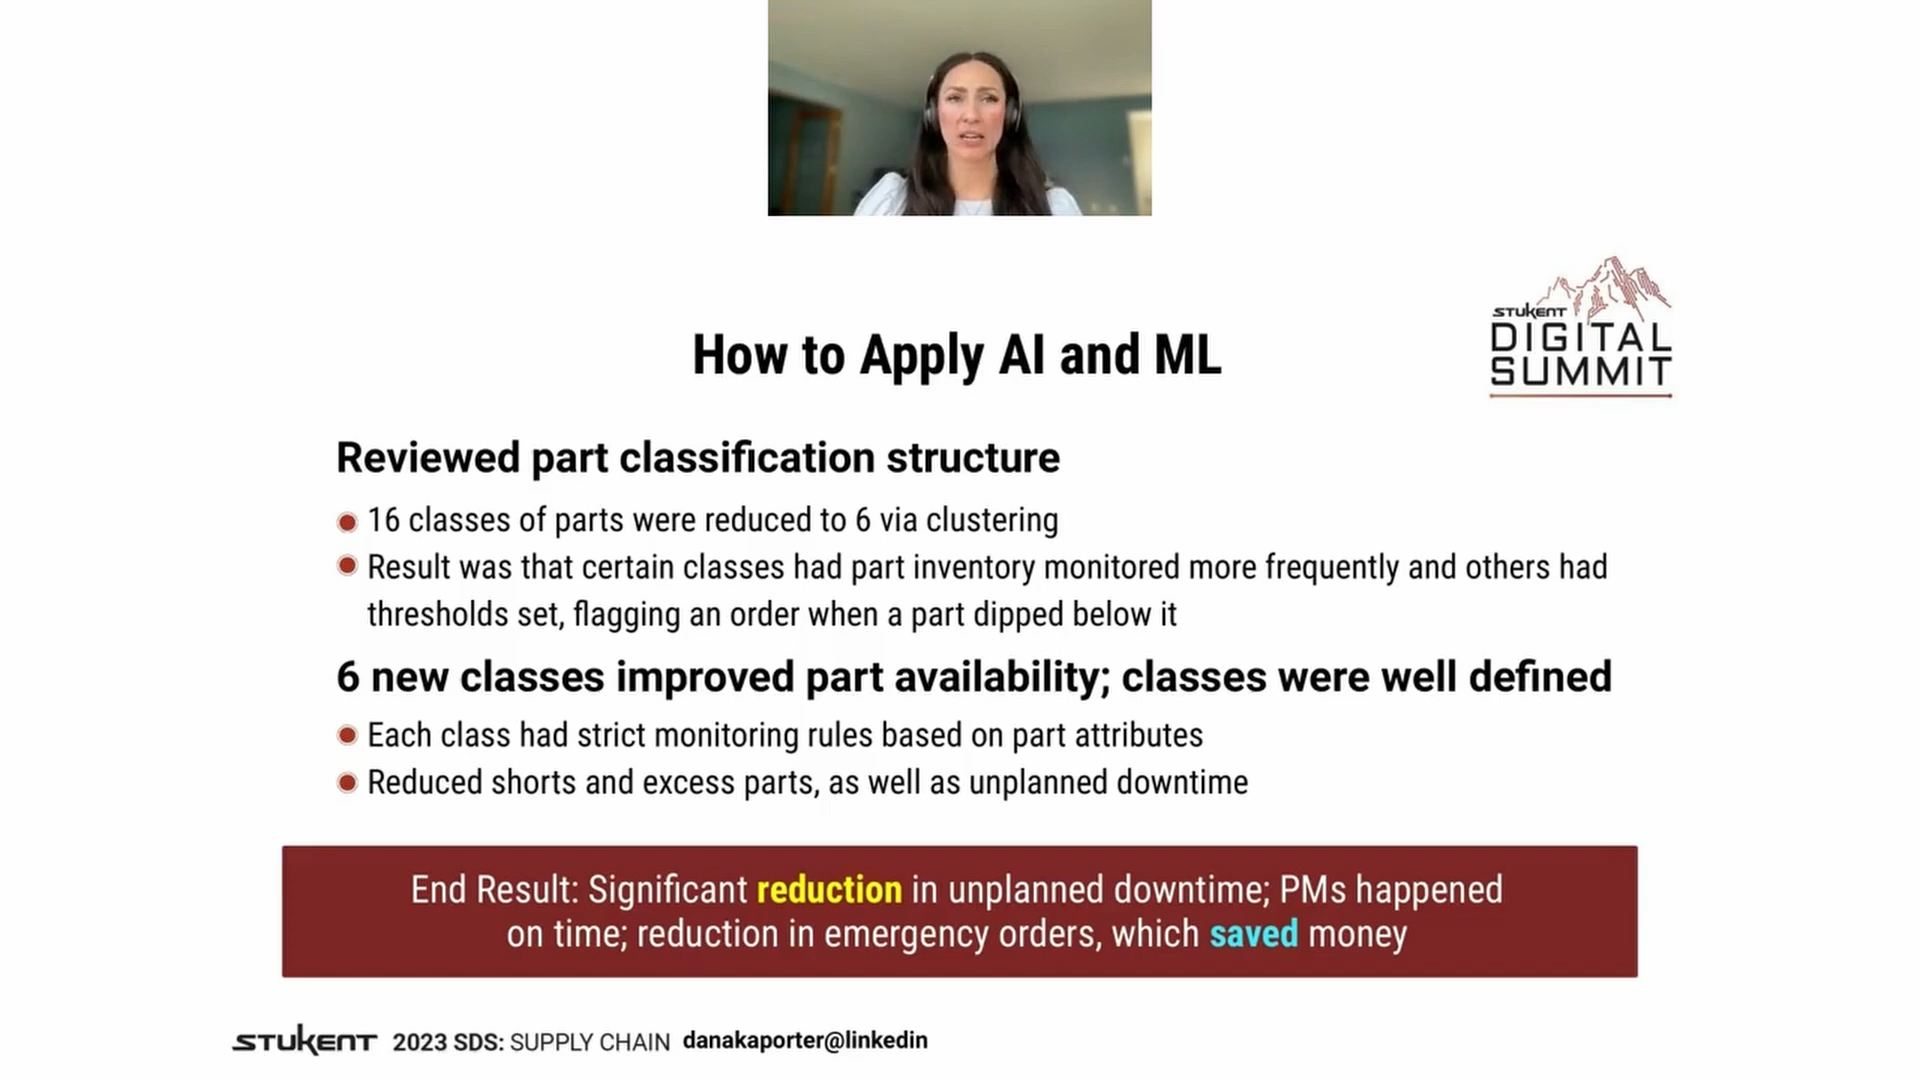 STUKENT
DIGITAL
SUMMIT
How to Apply AI and ML
Reviewed part classification structure
16 classes of parts were reduced to 6 via clustering
Result was that certain classes had part inventory monitored more frequently and others had
thresholds set, flagging an order when a part dipped below it
6 new classes improved part availability; classes were well defined
Each class had strict monitoring rules based on part attributes
Reduced shorts and excess parts, as well as unplanned downtime
End Result: Significant reduction in unplanned downtime; PMs happened
on time; reduction in emergency orders, which saved money
STUKENT 2023 SDS: SUPPLY CHAIN danakaporter@linkedin